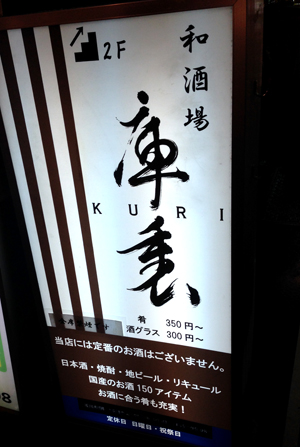 2F
和酒場
庫裏
KURI
肴 350円~
酒グラス 300円~
当店には定番のお酒はございません。
日本酒・焼酎・地ビール・リキュール
国産のお酒150アイテム
お酒に合う肴も充実！
定休日 日曜日・祝祭日